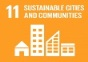 11 SUSTAINABLE CITIES
AND COMMUNITIES